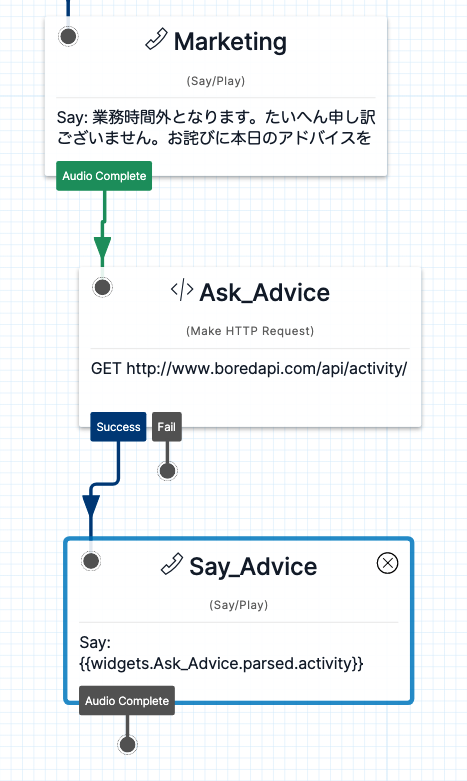 Marketing
(Say/Play)
Say: 業務時間外となります。たいへん申し訳
ございません。お詫びに本日のアドバイスを
Audio Complete
Ask_Advice
(Make HTTP Request)
GET http://www.boredapi.com/api/activity/
Success Fail
Say_Advice
(Say/Play)
Say:
{{widgets.Ask_Advice.parsed.activity}}
Audio Complete